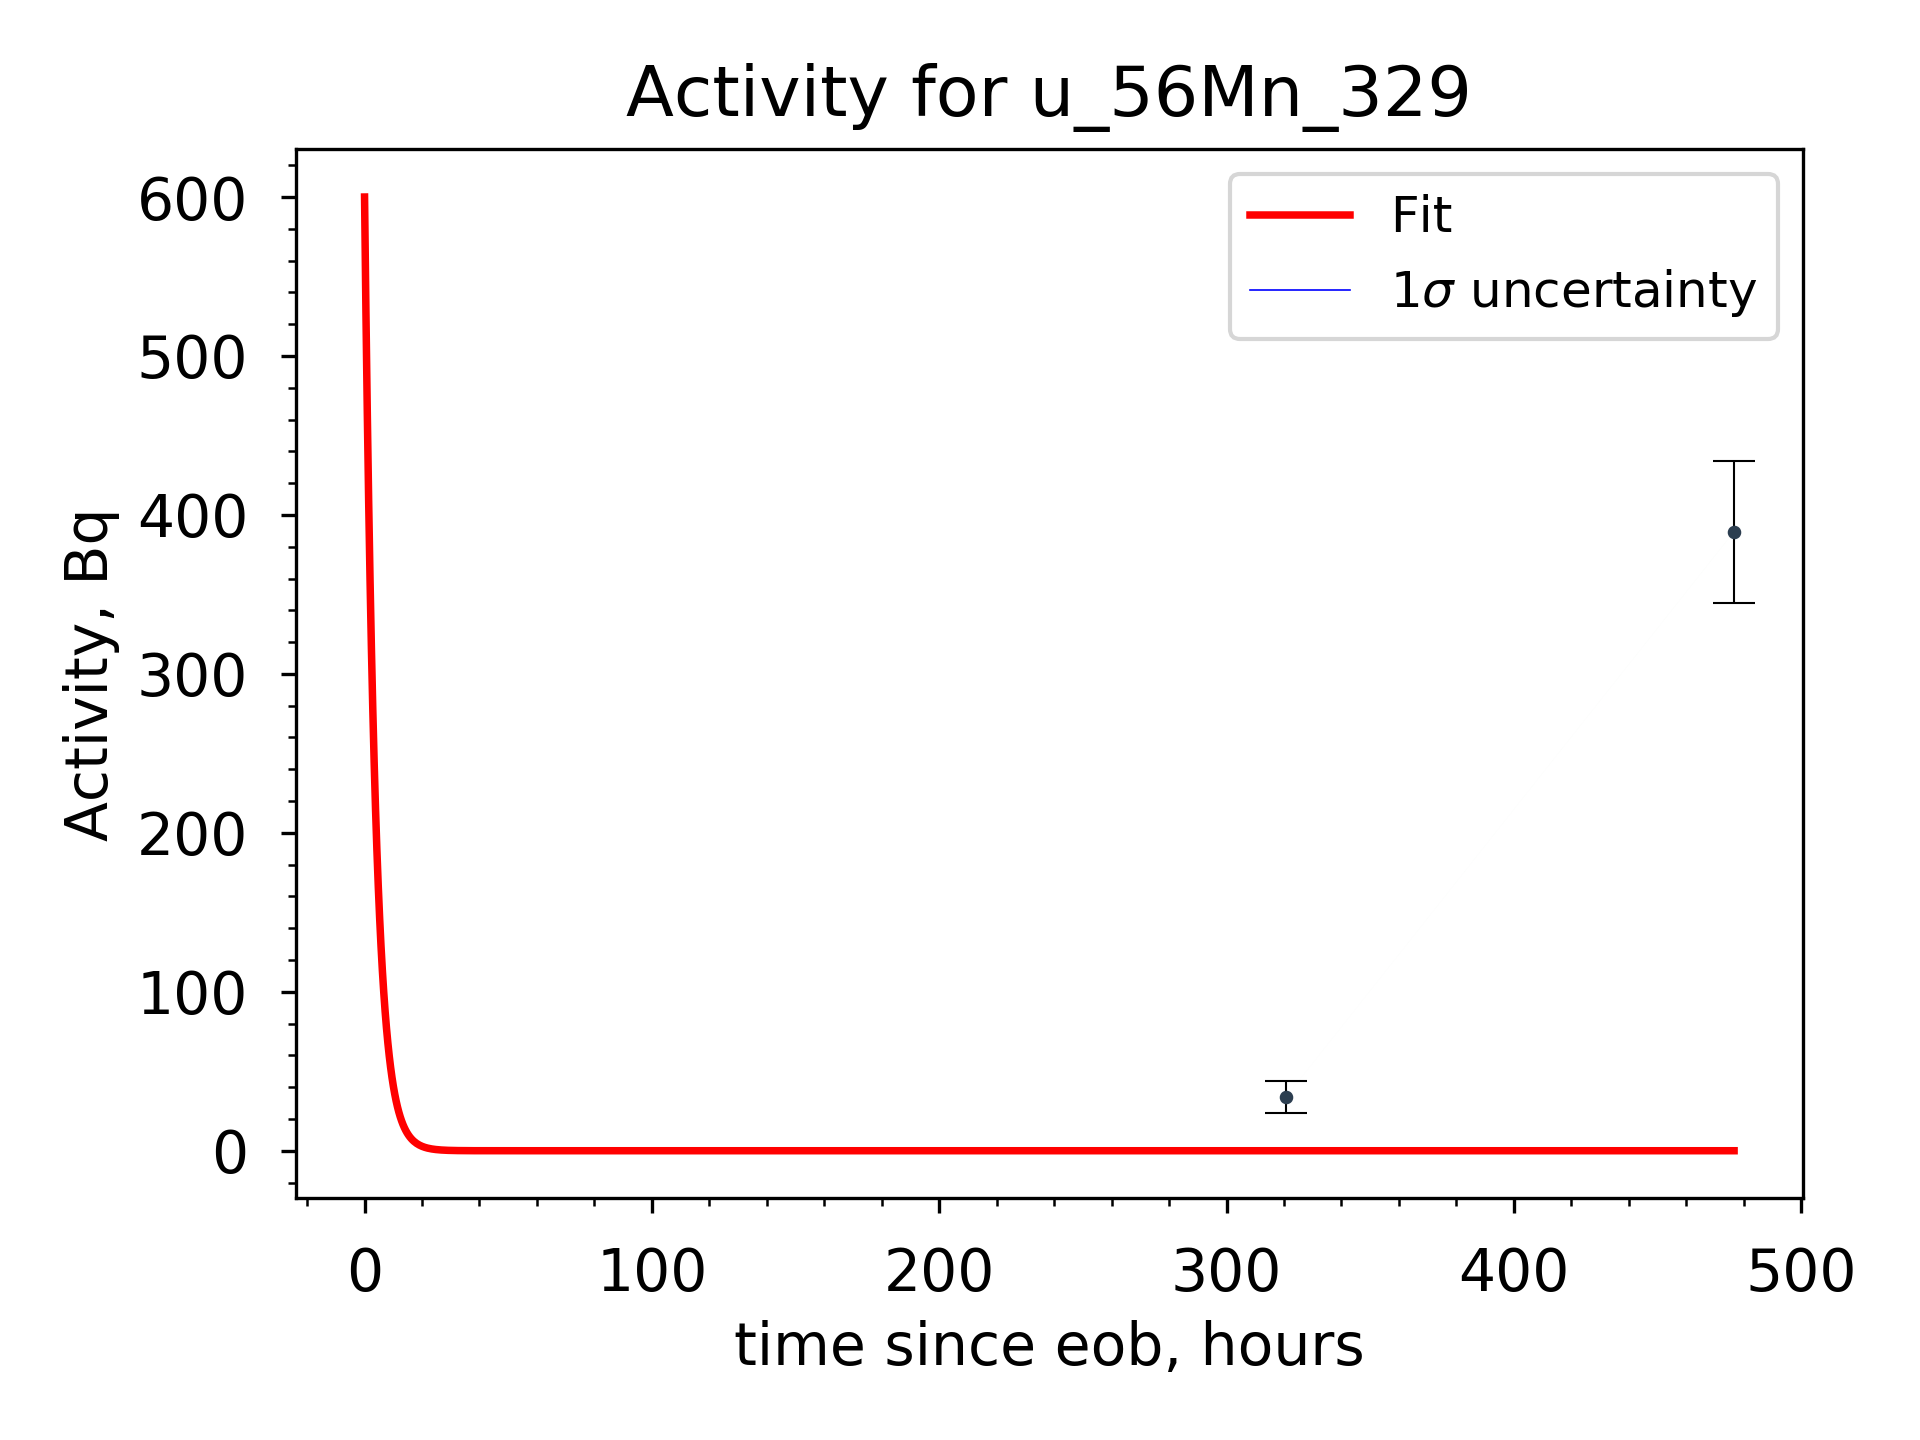 Activity for u_56Mn_329
Fit
1σ uncertainty
Activity, Bq
600
500
400
300
200
100
0
0 100 200 300 400 500
time since eob, hours